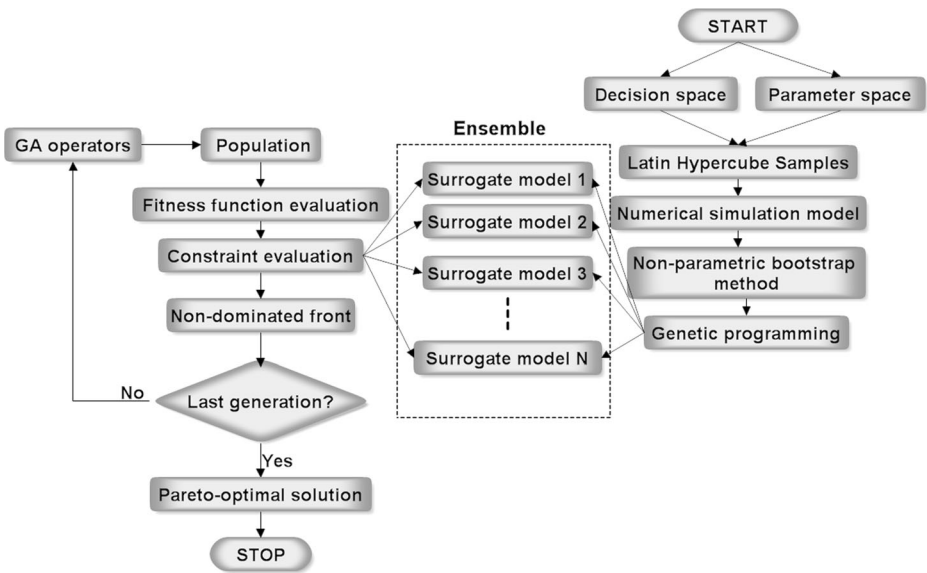 START
Decision space
Parameter space
Latin Hypercube Samples
Numerical simulation model
Non-parametric bootstrap
method
Genetic programming
Ensemble
Surrogate model 1
Surrogate model 2
Surrogate model 3
Surrogate model N
GA operators
Population
Fitness function evaluation
Constraint evaluation
Non-dominated front
Last generation?
No
Yes
Pareto-optimal solution
STOP